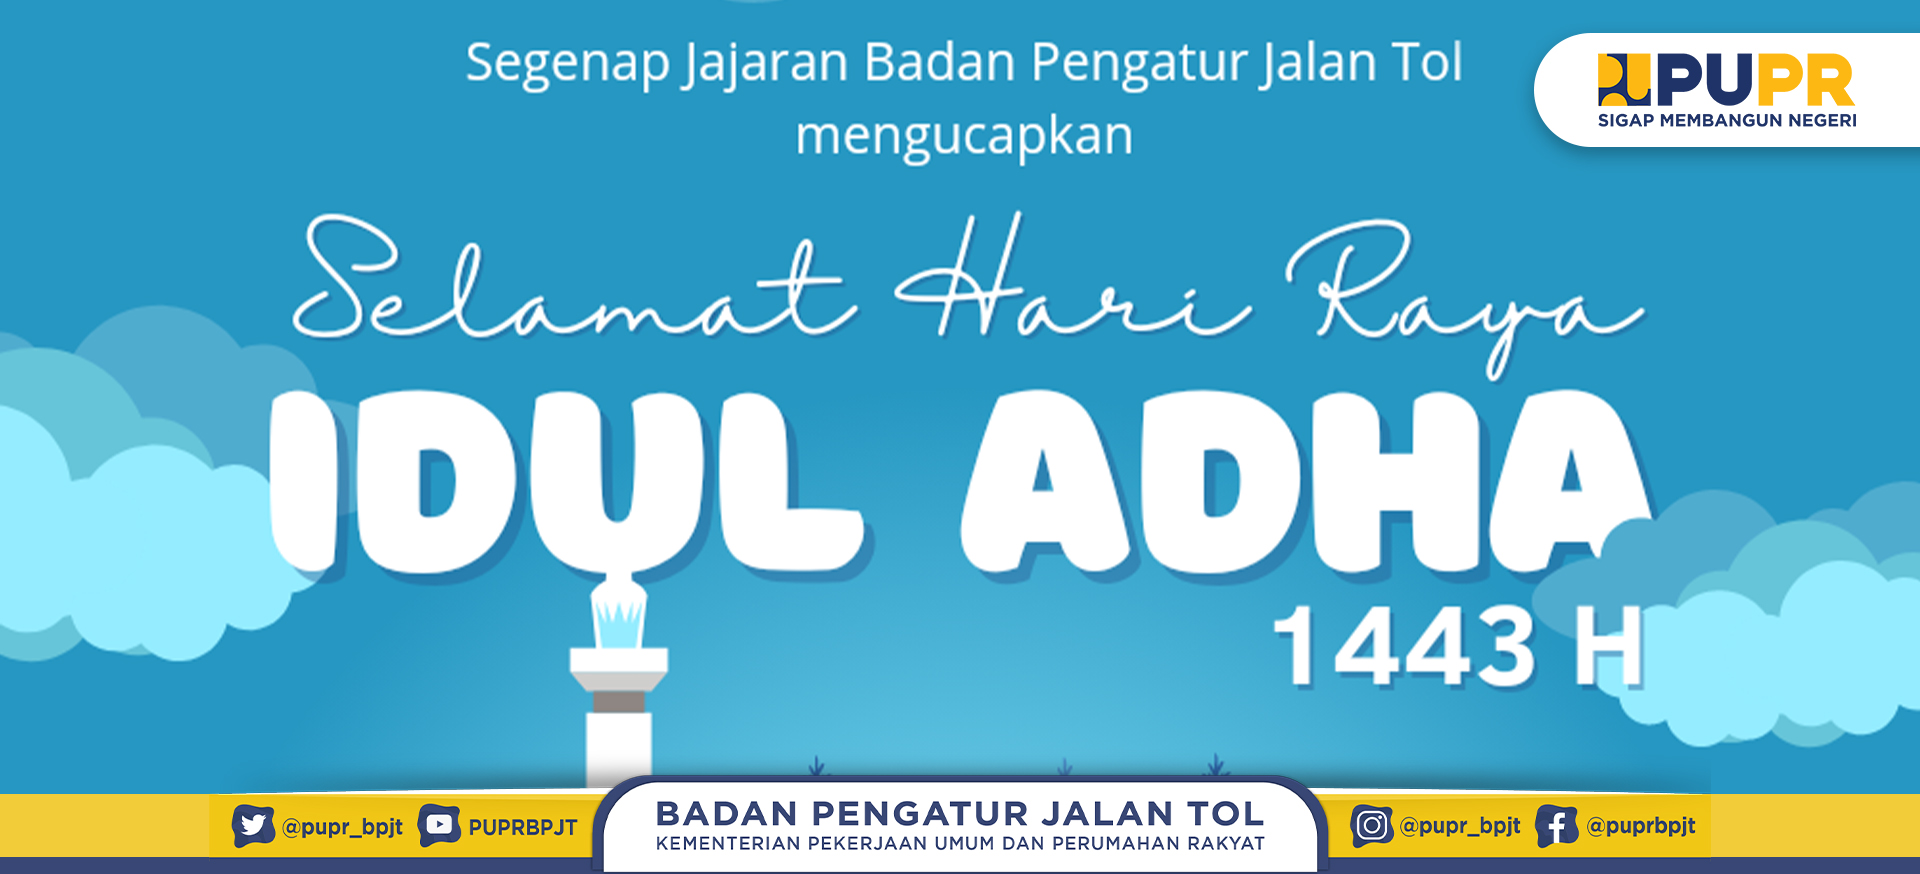 Segenap Jajaran Badan Pengatur Jalan Tol
mengucapkan
PUPR
SIGAP MEMBANGUN NEGERI
Selamat Hari Raya
IDUL ADHA
1443 H
@pupr_bpjt
PUPRBPJT
BADAN PENGATUR JALAN TOL
KEMENTERIAN PEKERJAAN UMUM DAN PERUMAHAN RAKYAT
@pupr_bpjt
@puprbpjt